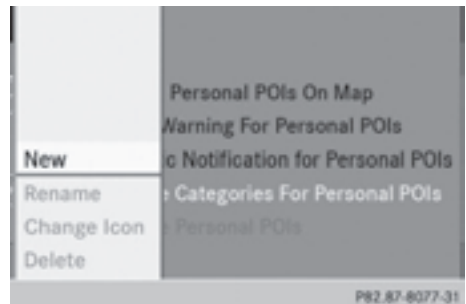 Personal POIs On Map
Warning For Personal POIs
New
c Notification for Personal POIs
Rename
e Categories For Personal POIs
Change Icon
e Personal POIs
Delete
P82.87-8077-31